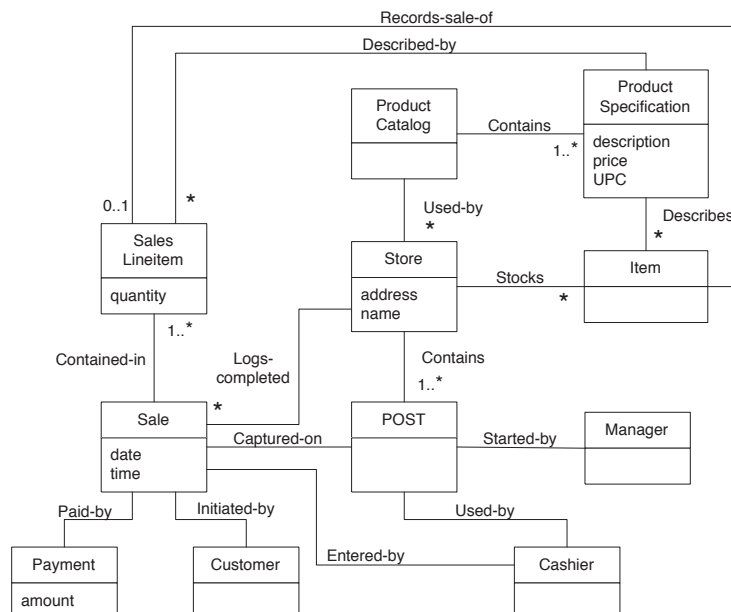 Records-sale-of
Described-by
Product
Catalog
Contains
1..*
Product
Specification
description
price
UPC
0..1
*
Used-by
*
Describes
*
Sales
Lineitem
quantity
Store
address
name
Stocks
*
Item
1..*
Contained-in
Logs-
completed
*
Contains
1..*
Sale
date
time
Captured-on
POST
Started-by
Manager
Paid-by
Initiated-by
Used-by
Entered-by
Payment
amount
Customer
Cashier